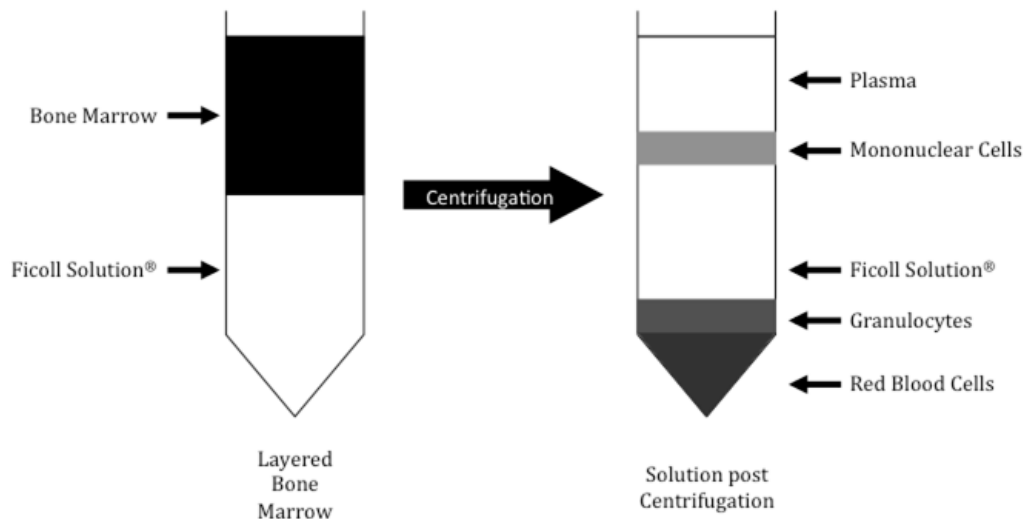 Bone Marrow
Ficoll Solution®
Layered
Bone
Marrow
Centrifugation
Plasma
Mononuclear Cells
Ficoll Solution®
Granulocytes
Red Blood Cells
Solution post
Centrifugation